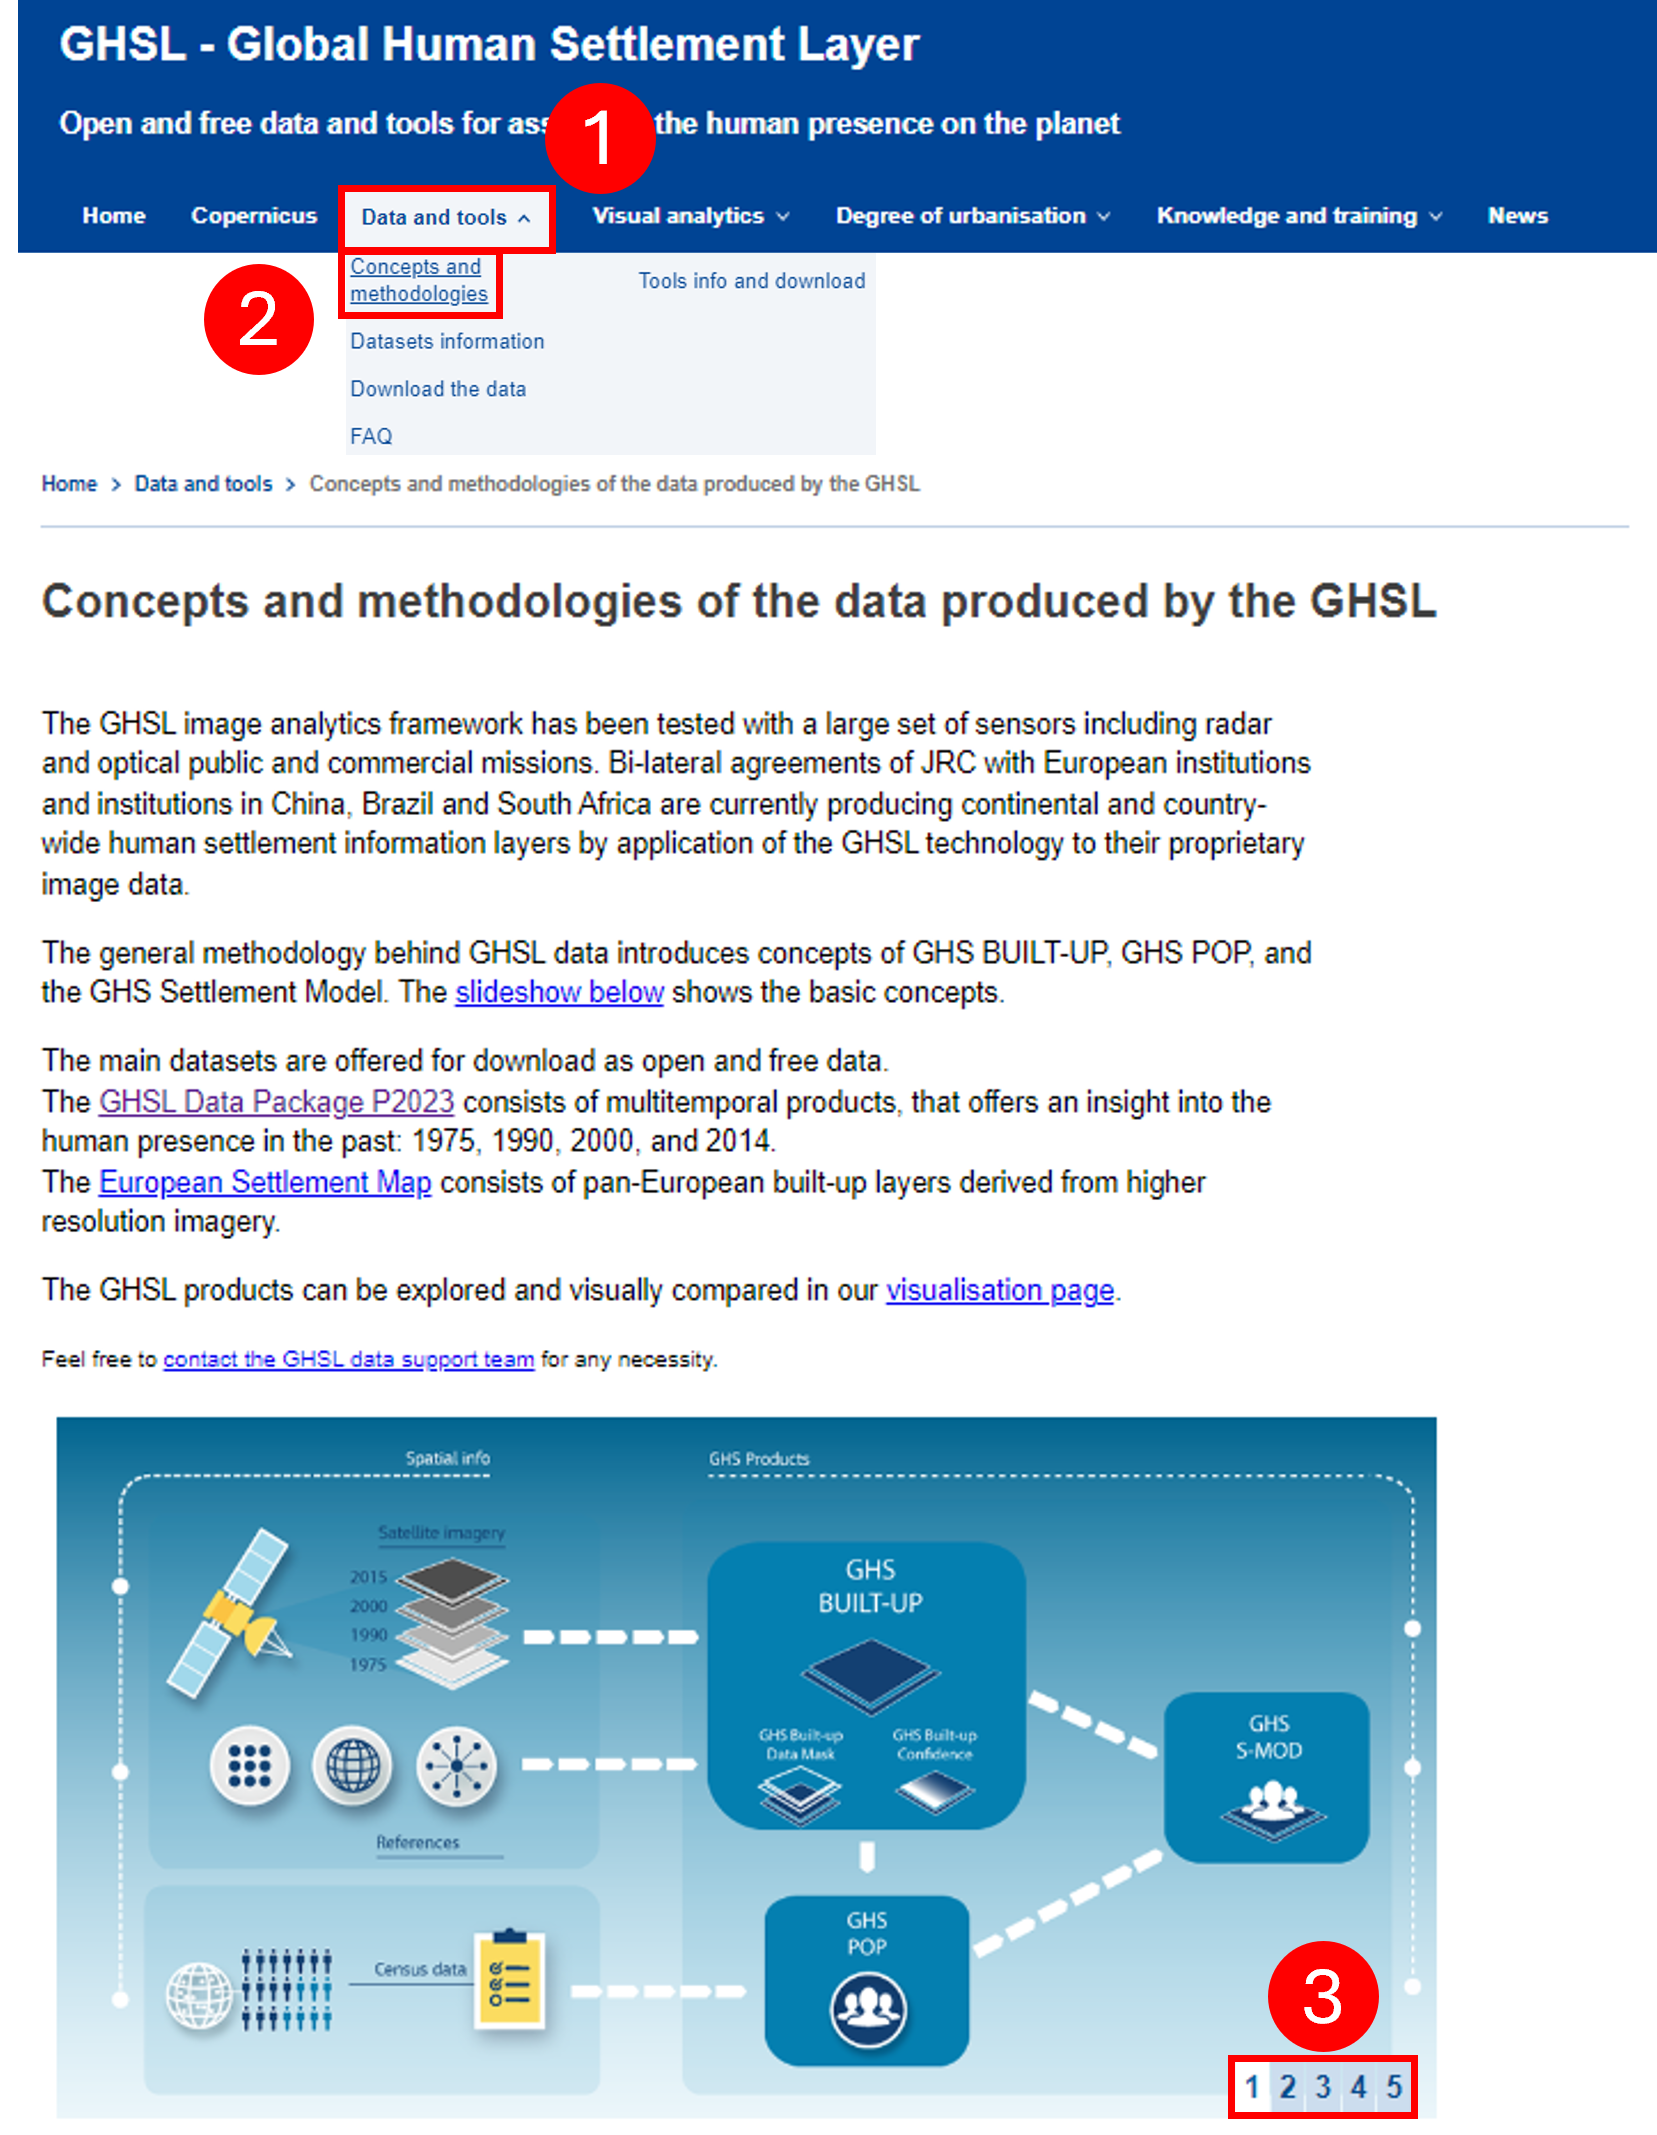 GHSL - Global Human Settlement Layer
Open and free data and tools for ass the human presence on the planet
1
Home Copernicus Data and tools Visual analytics Degree of urbanisation Knowledge and training News
2
Concepts and
methodologies
Tools info and download
Datasets information
Download the data
FAQ
Home > Data and tools > Concepts and methodologies of the data produced by the GHSL
Concepts and methodologies of the data produced by the GHSL
The GHSL image analytics framework has been tested with a large set of sensors including radar
and optical public and commercial missions. Bi-lateral agreements of JRC with European institutions
and institutions in China, Brazil and South Africa are currently producing continental and country-
wide human settlement information layers by application of the GHSL technology to their proprietary
image data.
The general methodology behind GHSL data introduces concepts of GHS BUILT-UP, GHS POP, and
the GHS Settlement Model. The slideshow below shows the basic concepts.
The main datasets are offered for download as open and free data.
The GHSL Data Package P2023 consists of multitemporal products, that offers an insight into the
human presence in the past: 1975, 1990, 2000, and 2014.
The European Settlement Map consists of pan-European built-up layers derived from higher
resolution imagery.
The GHSL products can be explored and visually compared in our visualisation page.
Feel free to contact the GHSL data support team for any necessity.
Spatial info
GHS Products
Satellite imagery
2015
2000
1990
1975
References
Census data
GHS
BUILT-UP
GHS Built-up
Data Mask
GHS Built-up
Confidence
GHS
S-MOD
GHS
POP
3
1 2 3 4 5